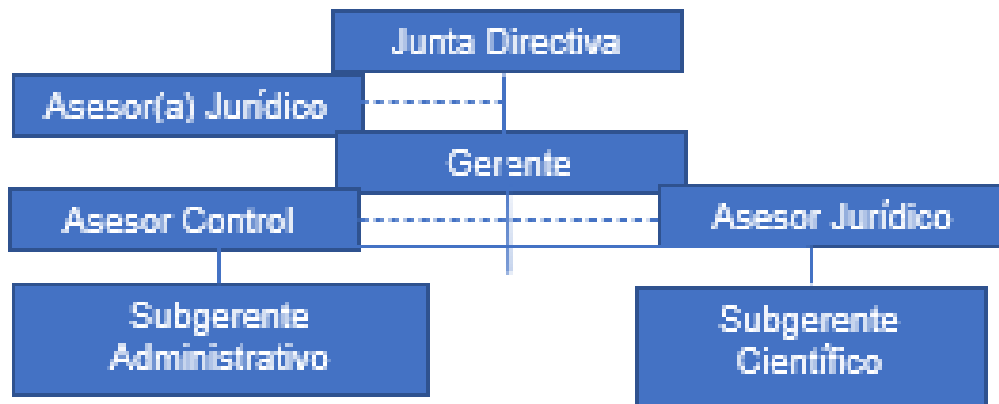 Junta Directiva
Asesor(a) Jurídico
Gerente
Asesor Control
Asesor Jurídico
Subgerente
Administrativo
Subgerente
Científico